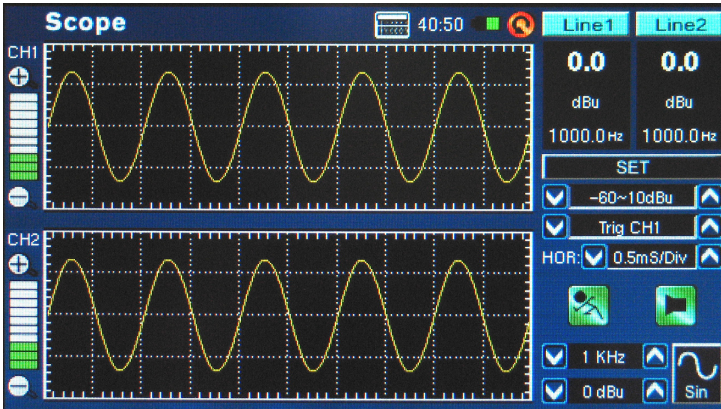 Scope
40:50
Line1 Line2
CH1
0.0 0.0
dBu dBu
1000.0Hz 1000.0Hz
SET
-60~10dBu
Trig CH1
CH2
HOR: 0.5mS/Div
1 KHz
0 dBu
Sin